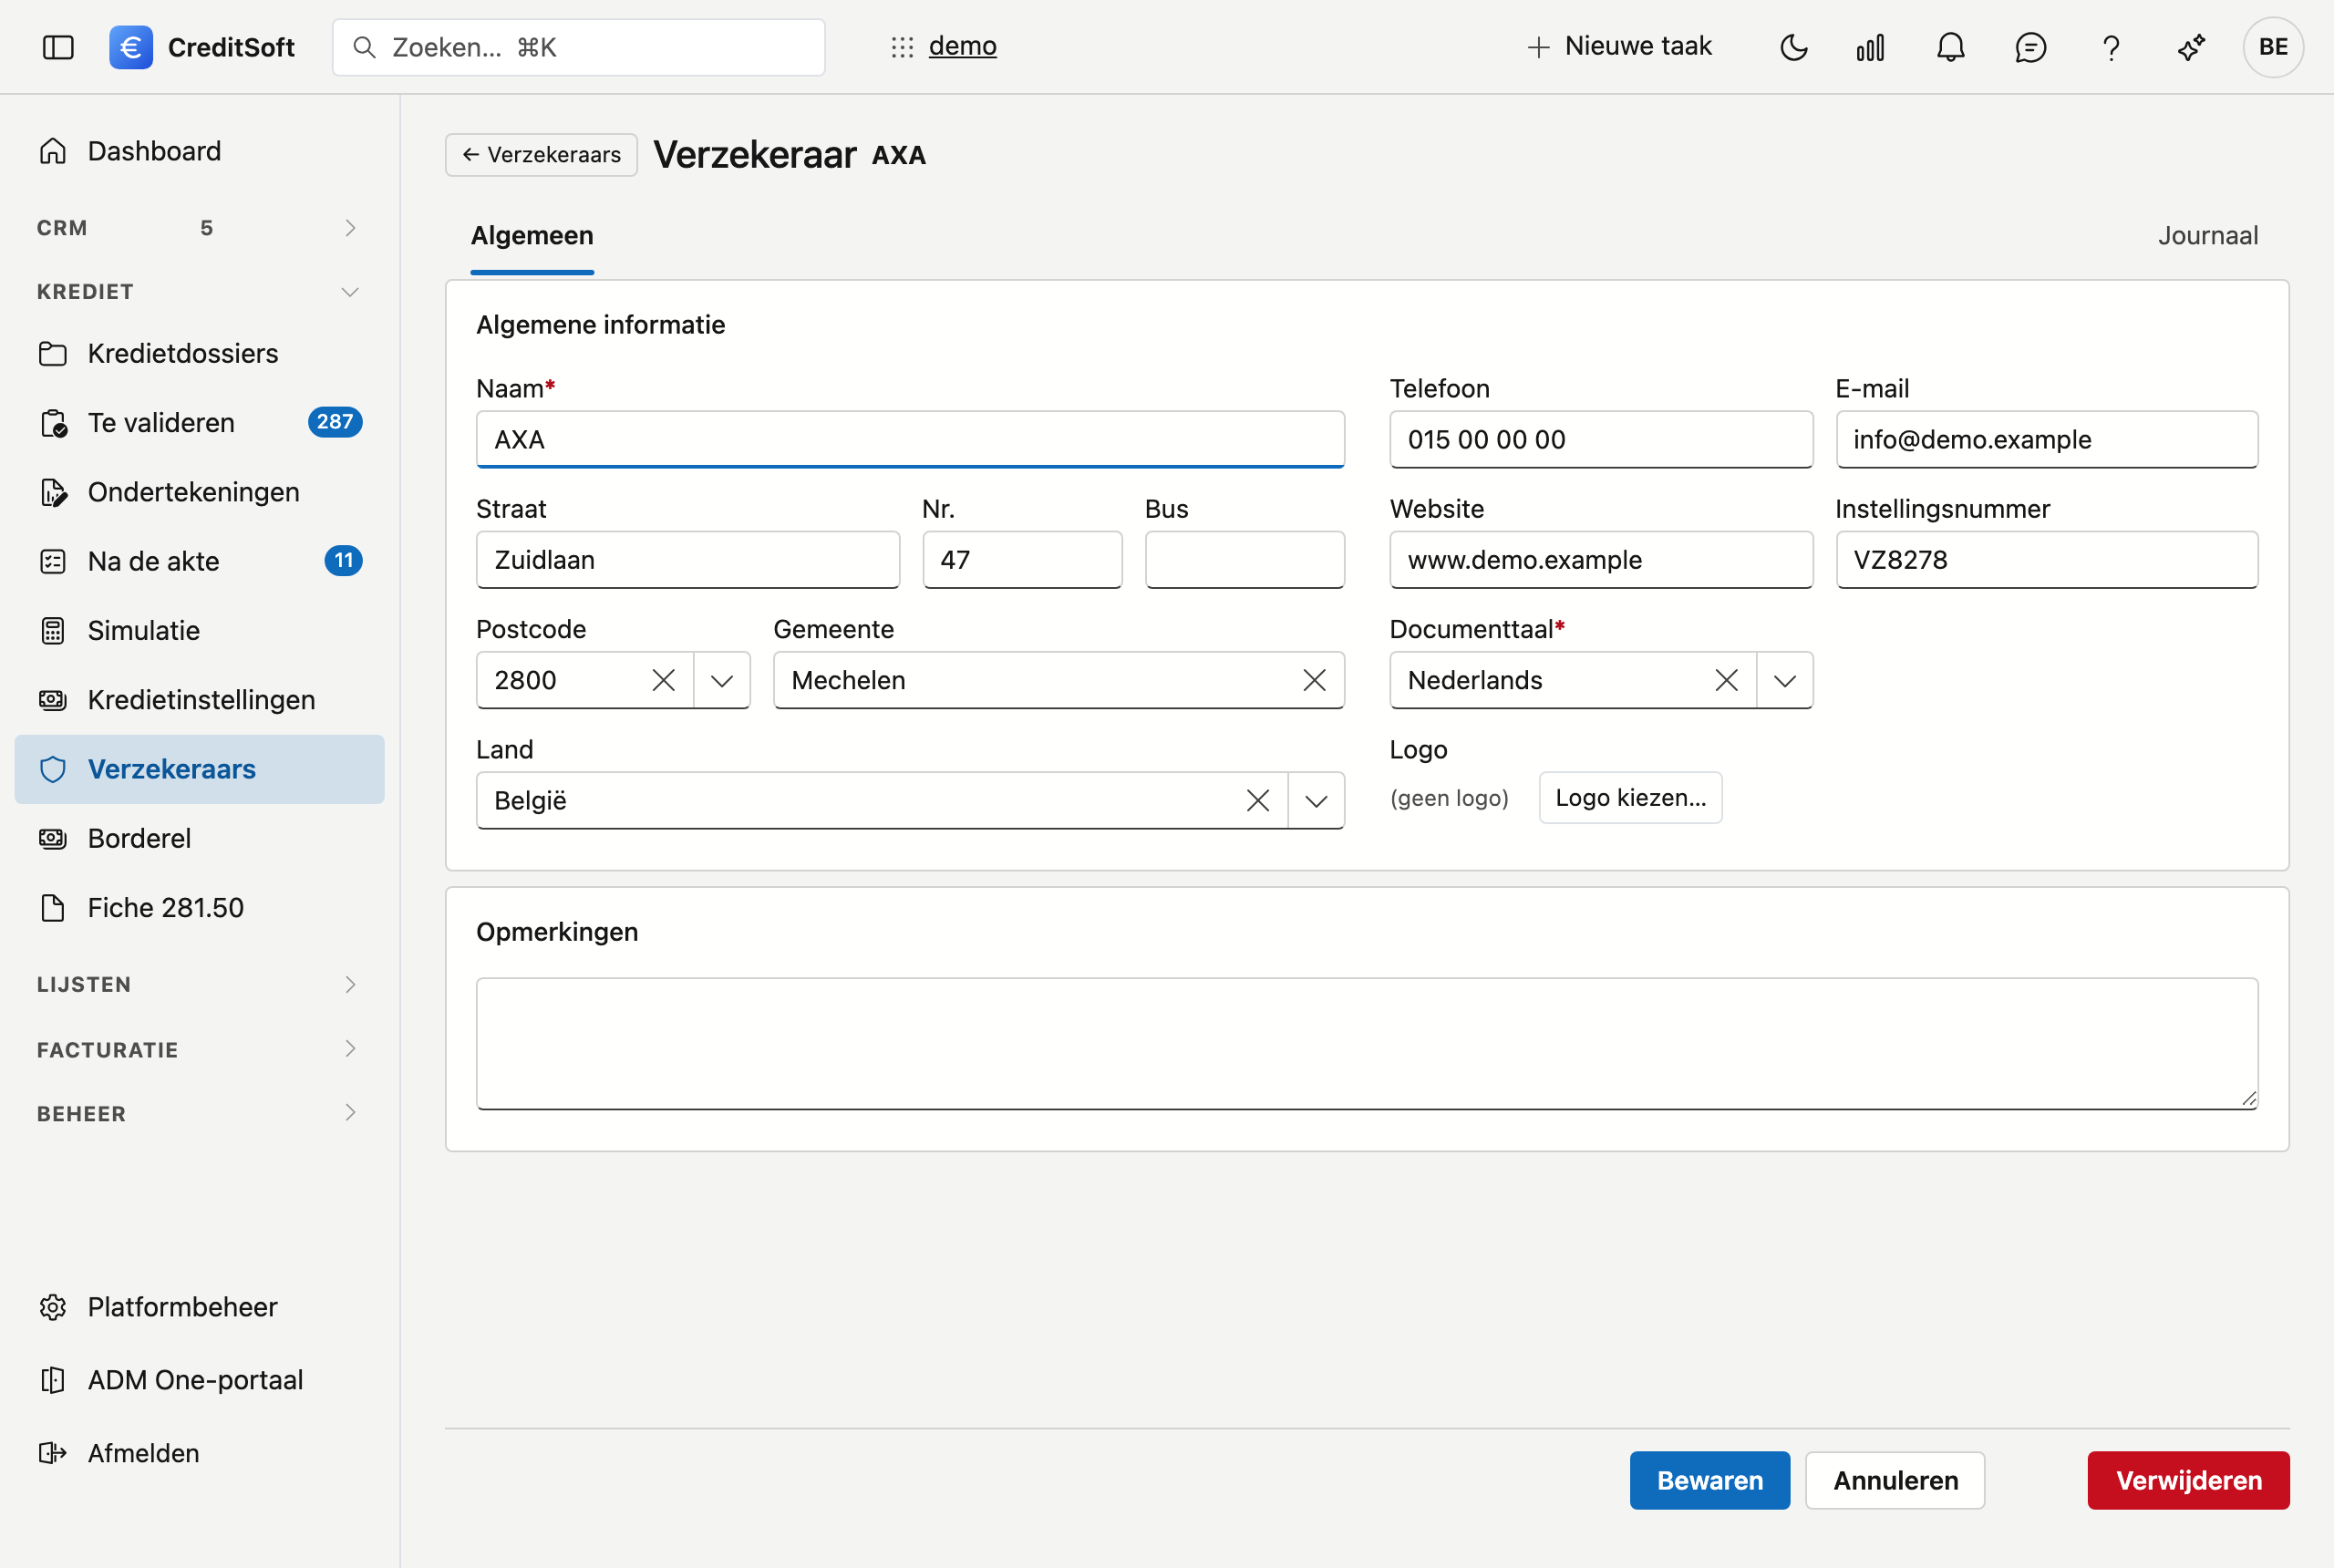 € CreditSoft
Zoeken... ⌘K
demo
Nieuwe taak
?
BE
Dashboard
CRM 5
KREDIET
Kredietdossiers
Te valideren 287
Ondertekeningen
Na de akte 11
Simulatie
Kredietinstellingen
Verzekeraars
Borderel
Fiche 281.50
LIJSTEN
FACTURATIE
BEHEER
Platformbeheer
ADM One-portaal
Afmelden
← Verzekeraars Verzekeraar AXA
Algemeen Journaal
Algemene informatie
Naam* Telefoon E-mail
AXA 015 00 00 00 info@demo.example
Straat Nr. Bus Website Instellingsnummer
Zuidlaan 47 www.demo.example VZ8278
Postcode Gemeente Documenttaal*
2800 Mechelen Nederlands
Land Logo
België (geen logo) Logo kiezen...
Opmerkingen
Bewaren Annuleren Verwijderen